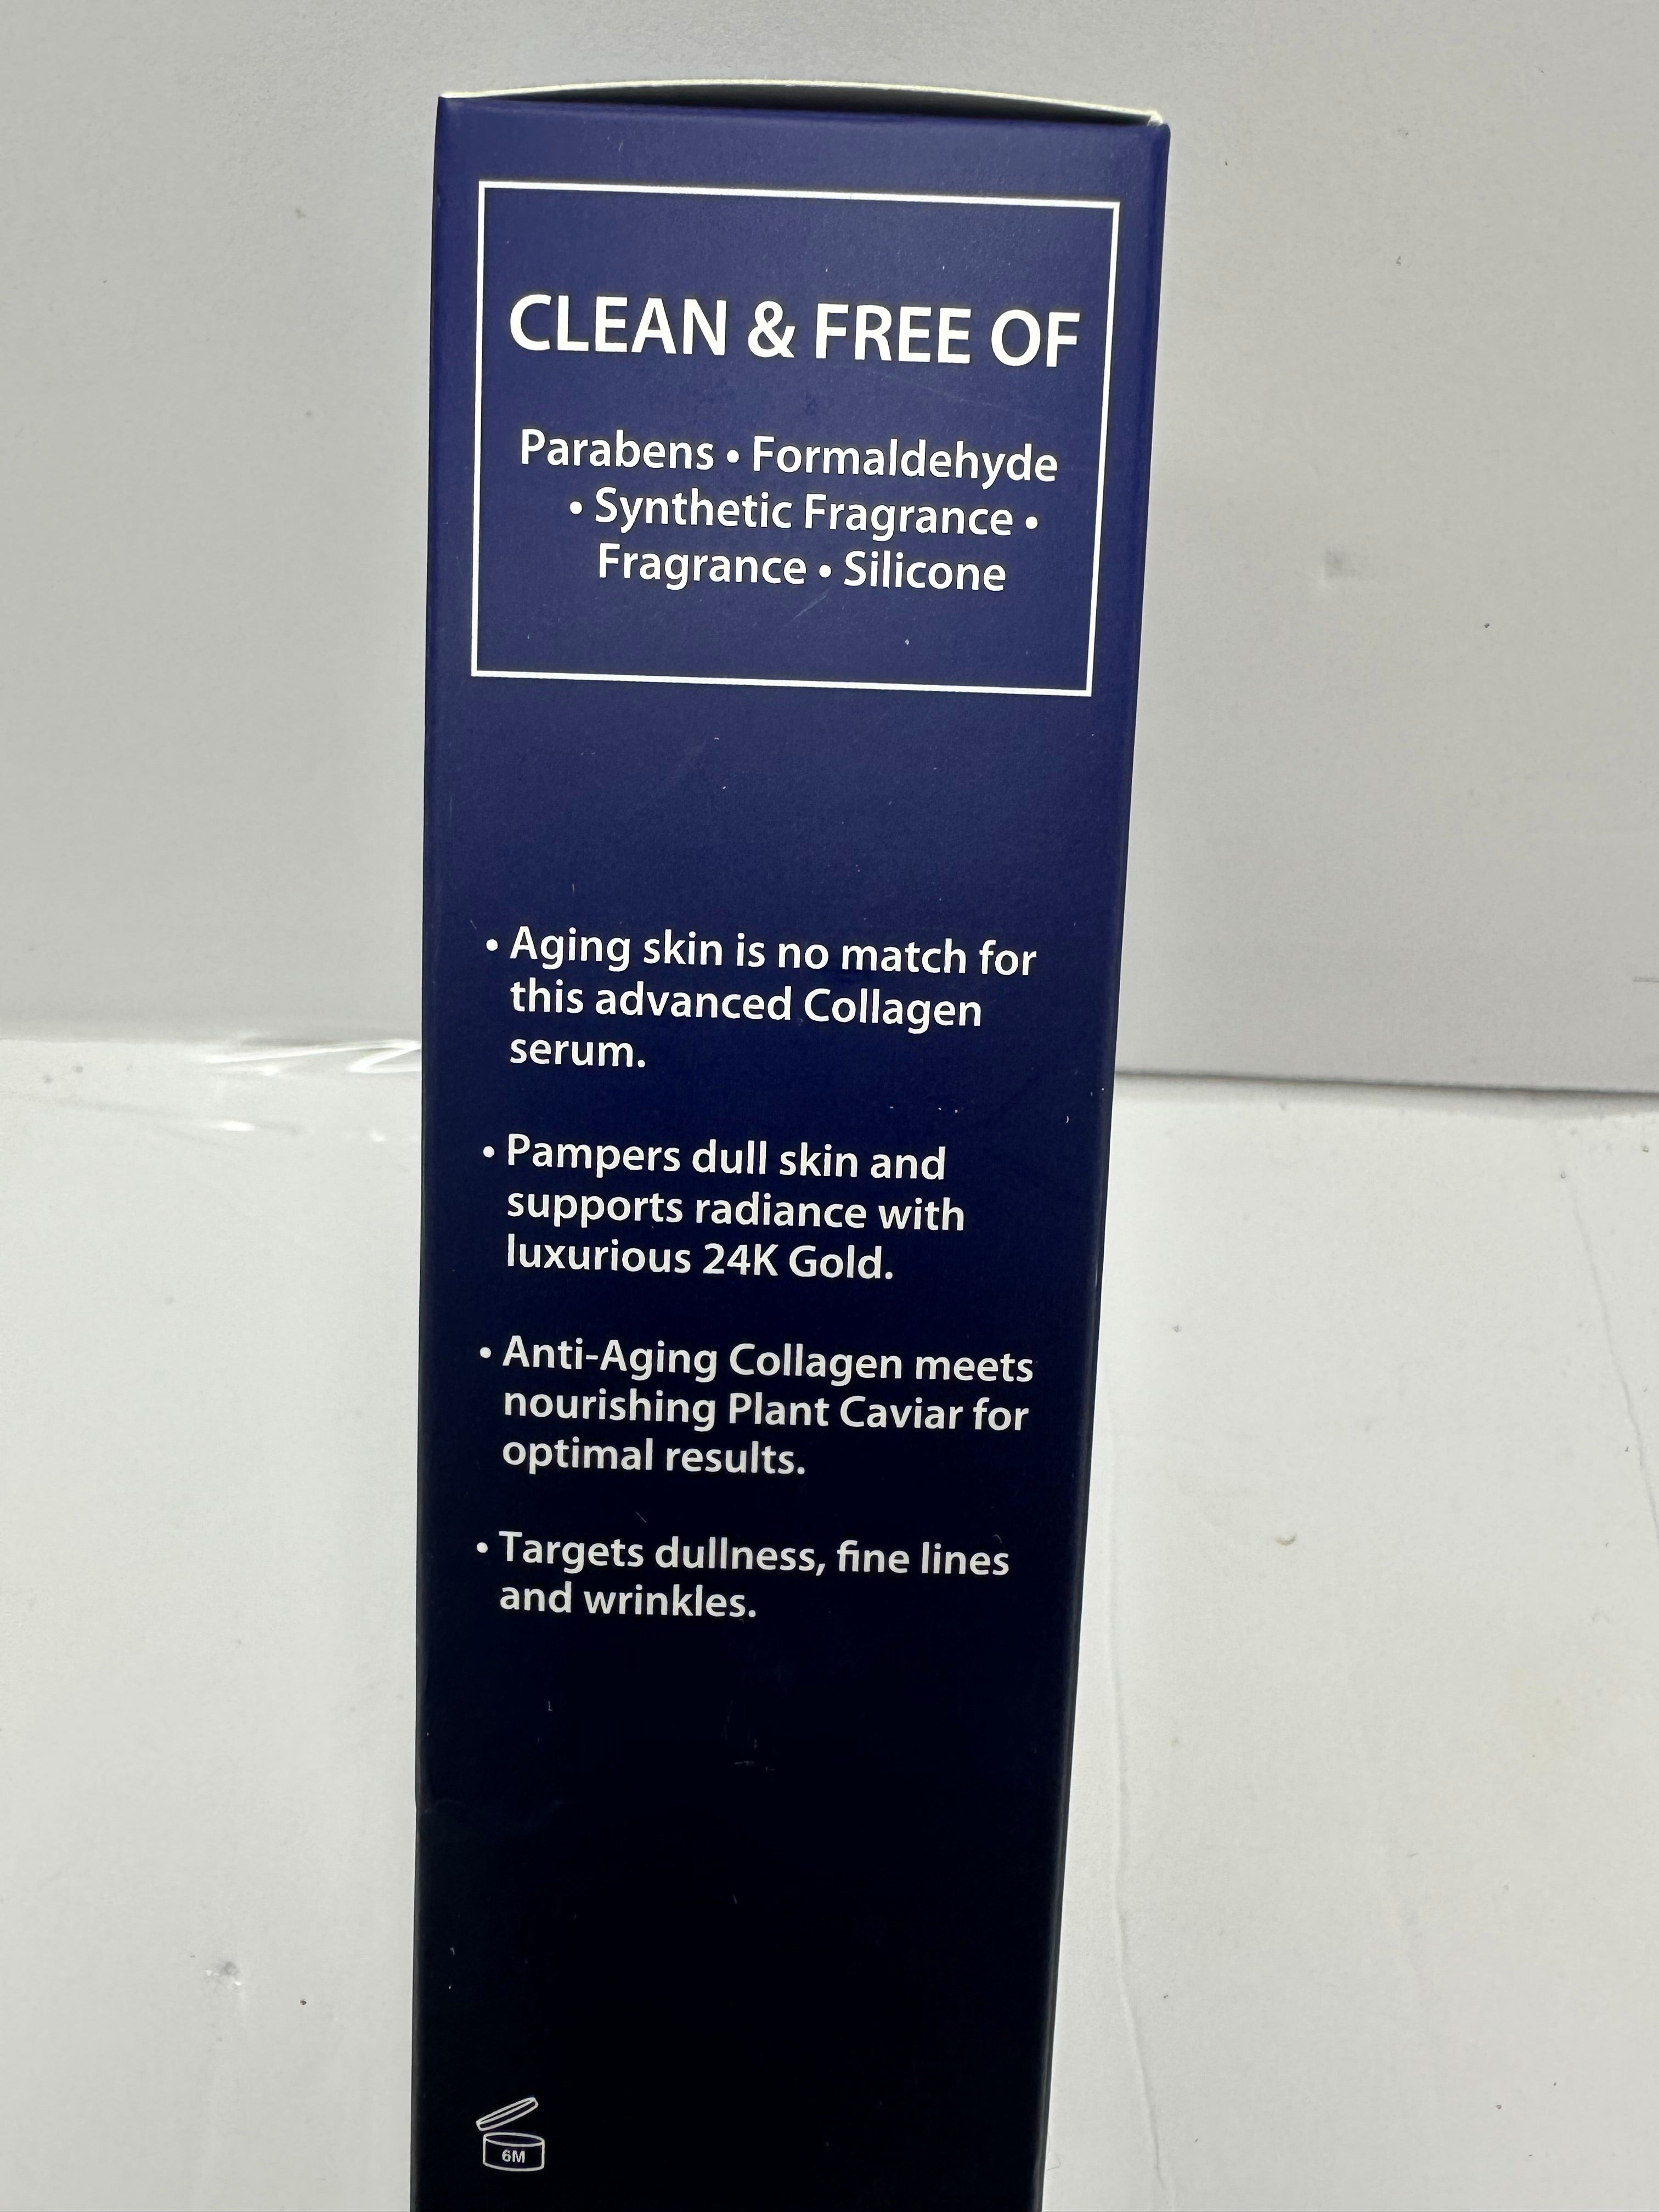 CLEAN & FREE OF
Parabens • Formaldehyde
• Synthetic Fragrance •
Fragrance • Silicone
• Aging skin is no match for
this advanced Collagen
serum.
• Pampers dull skin and
supports radiance with
luxurious 24K Gold.
• Anti-Aging Collagen meets
nourishing Plant Caviar for
optimal results.
• Targets dullness, fine lines
and wrinkles.
6M